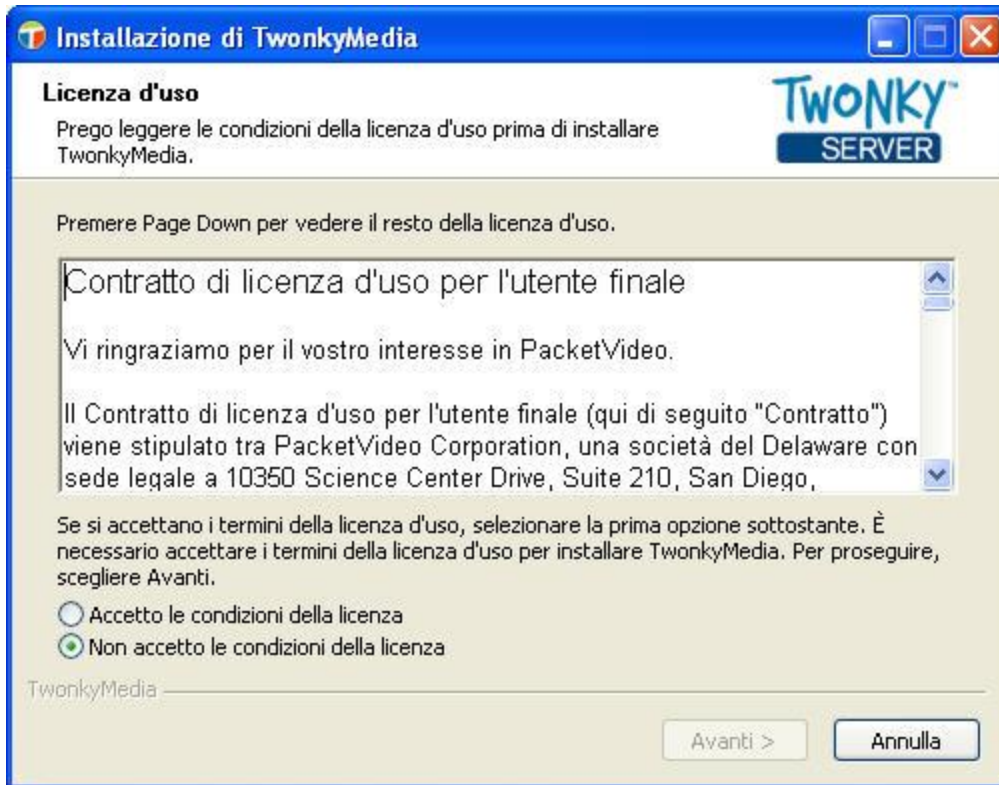 Installazione di TwonkyMedia
Licenza d'uso
Prego leggere le condizioni della licenza d'uso prima di installare
TwonkyMedia.
TWONKY™
SERVER
Premere Page Down per vedere il resto della licenza d'uso.
Contratto di licenza d'uso per l'utente finale
Vi ringraziamo per il vostro interesse in PacketVideo.
Il Contratto di licenza d'uso per l'utente finale (qui di seguito "Contratto")
viene stipulato tra PacketVideo Corporation, una società del Delaware con
sede legale a 10350 Science Center Drive, Suite 210, San Diego,
Se si accettano i termini della licenza d'uso, selezionare la prima opzione sottostante. È
necessario accettare i termini della licenza d'uso per installare TwonkyMedia. Per proseguire,
scegliere Avanti.
Accetto le condizioni della licenza
Non accetto le condizioni della licenza
TwonkyMedia
Avanti >
Annulla